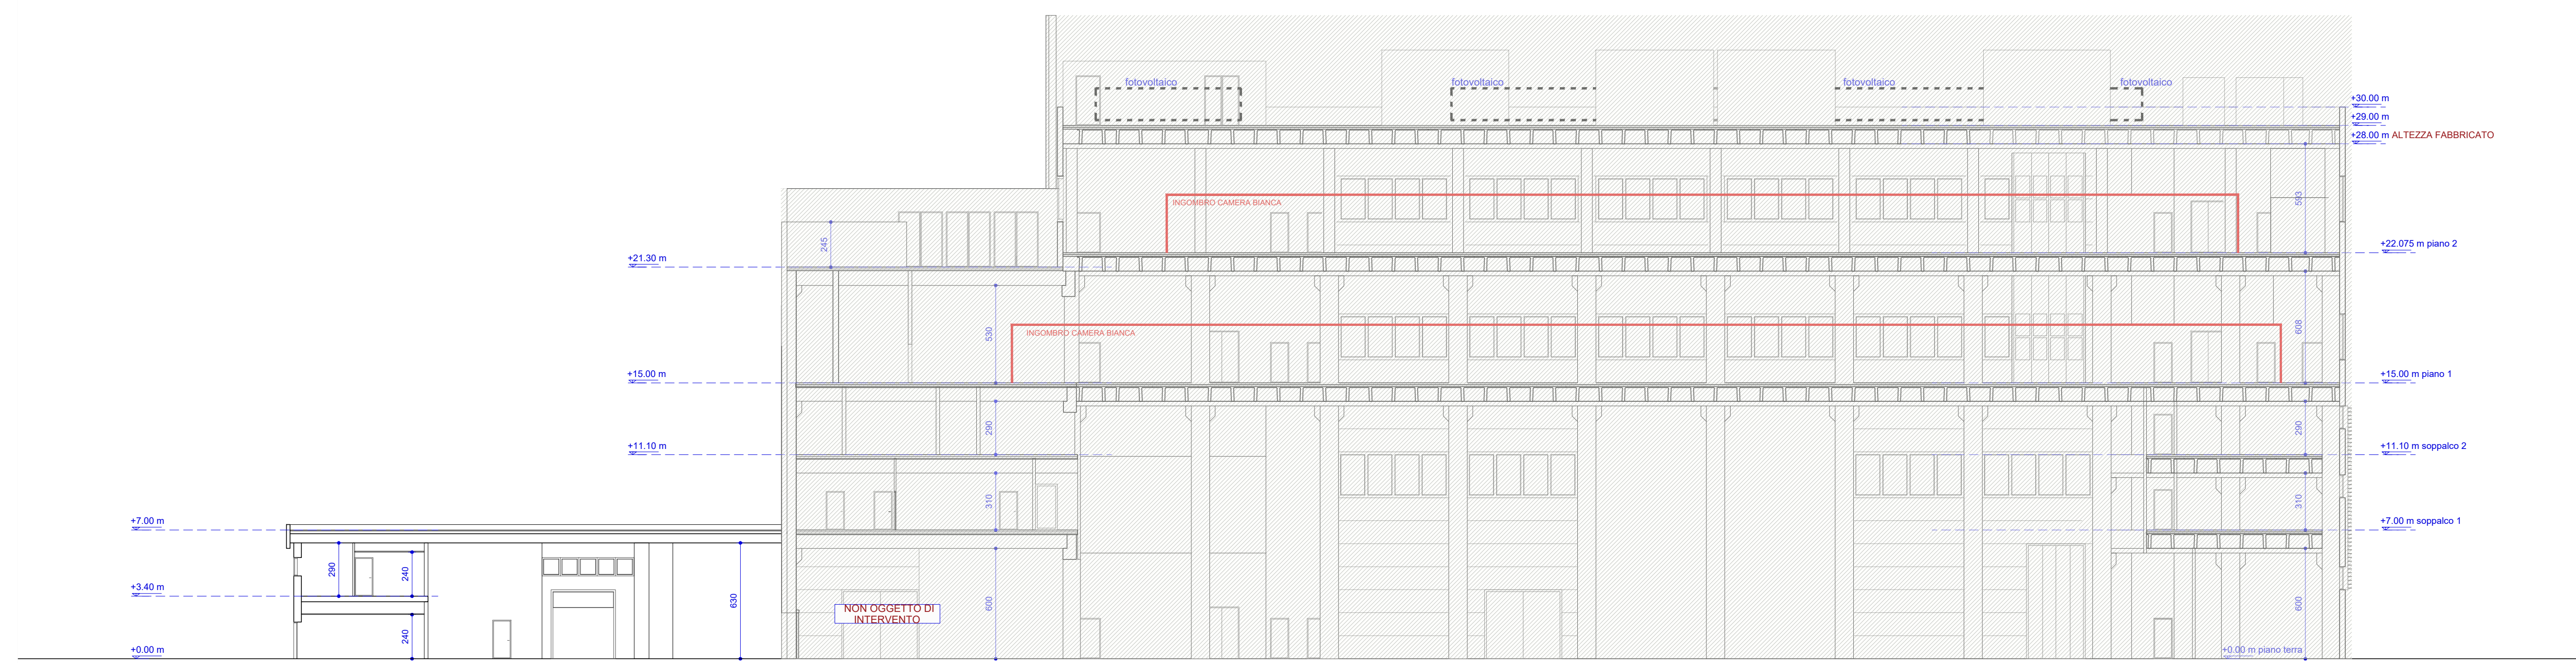 fotovoltaico
fotovoltaico
fotovoltaico
fotovoltaico
+30.00 m
+29.00 m
+28.00 m ALTEZZA FABBRICATO
INGOMBRO CAMERA BIANCA
593
245
+21.30 m
+22.075 m piano 2
INGOMBRO CAMERA BIANCA
530
608
+15.00 m
+15.00 m piano 1
290
290
+11.10 m
+11.10 m soppalco 2
310
310
+7.00 m
+7.00 m soppalco 1
290
240
630
600
600
+3.40 m
NON OGGETTO DI
INTERVENTO
240
+0.00 m
+0.00 m piano terra